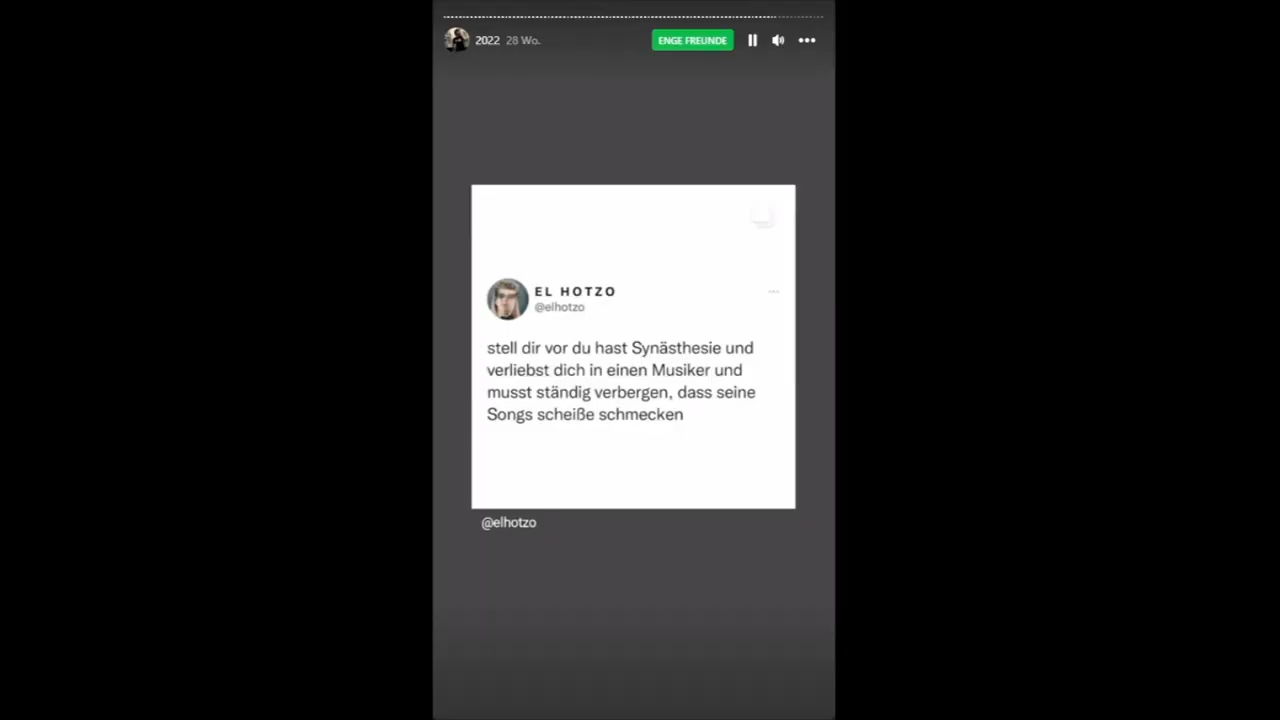 2022 28 Wo.
ENGE FREUNDE
EL HOTZO
@elhotzo
stell dir vor du hast Synästhesie und
verliebst dich in einen Musiker und
musst ständig verbergen, dass seine
Songs scheiße schmecken
@elhotzo